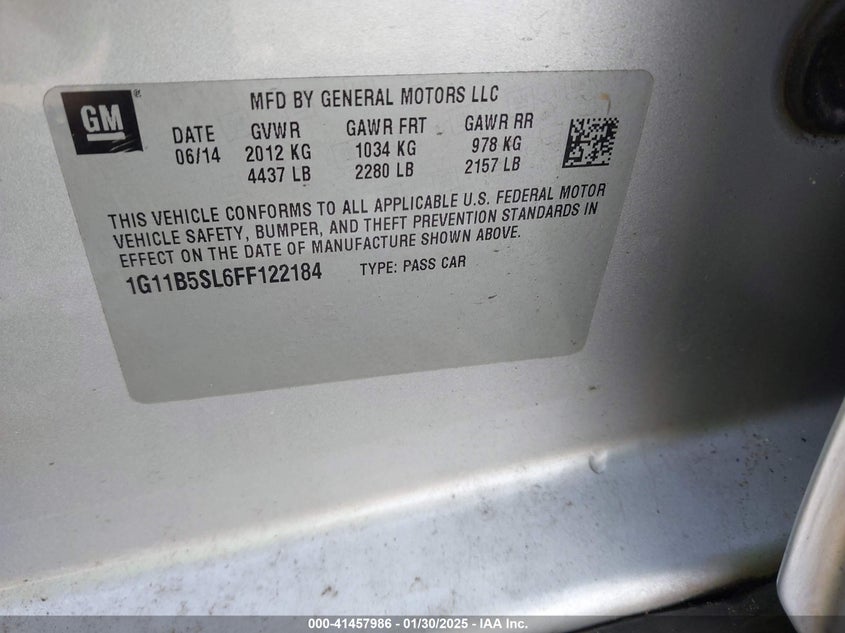 GM
MFD BY GENERAL MOTORS LLC
DATE GVWR GAWR FRT GAWR RR
06/14 2012 KG 1034 KG 978 KG
4437 LB 2280 LB 2157 LB
THIS VEHICLE CONFORMS TO ALL APPLICABLE U.S. FEDERAL MOTOR
VEHICLE SAFETY, BUMPER, AND THEFT PREVENTION STANDARDS IN
EFFECT ON THE DATE OF MANUFACTURE SHOWN ABOVE.
1G11B5SL6FF122184 TYPE: PASS CAR
000-41457986 - 01/30/2025 - IAA Inc.